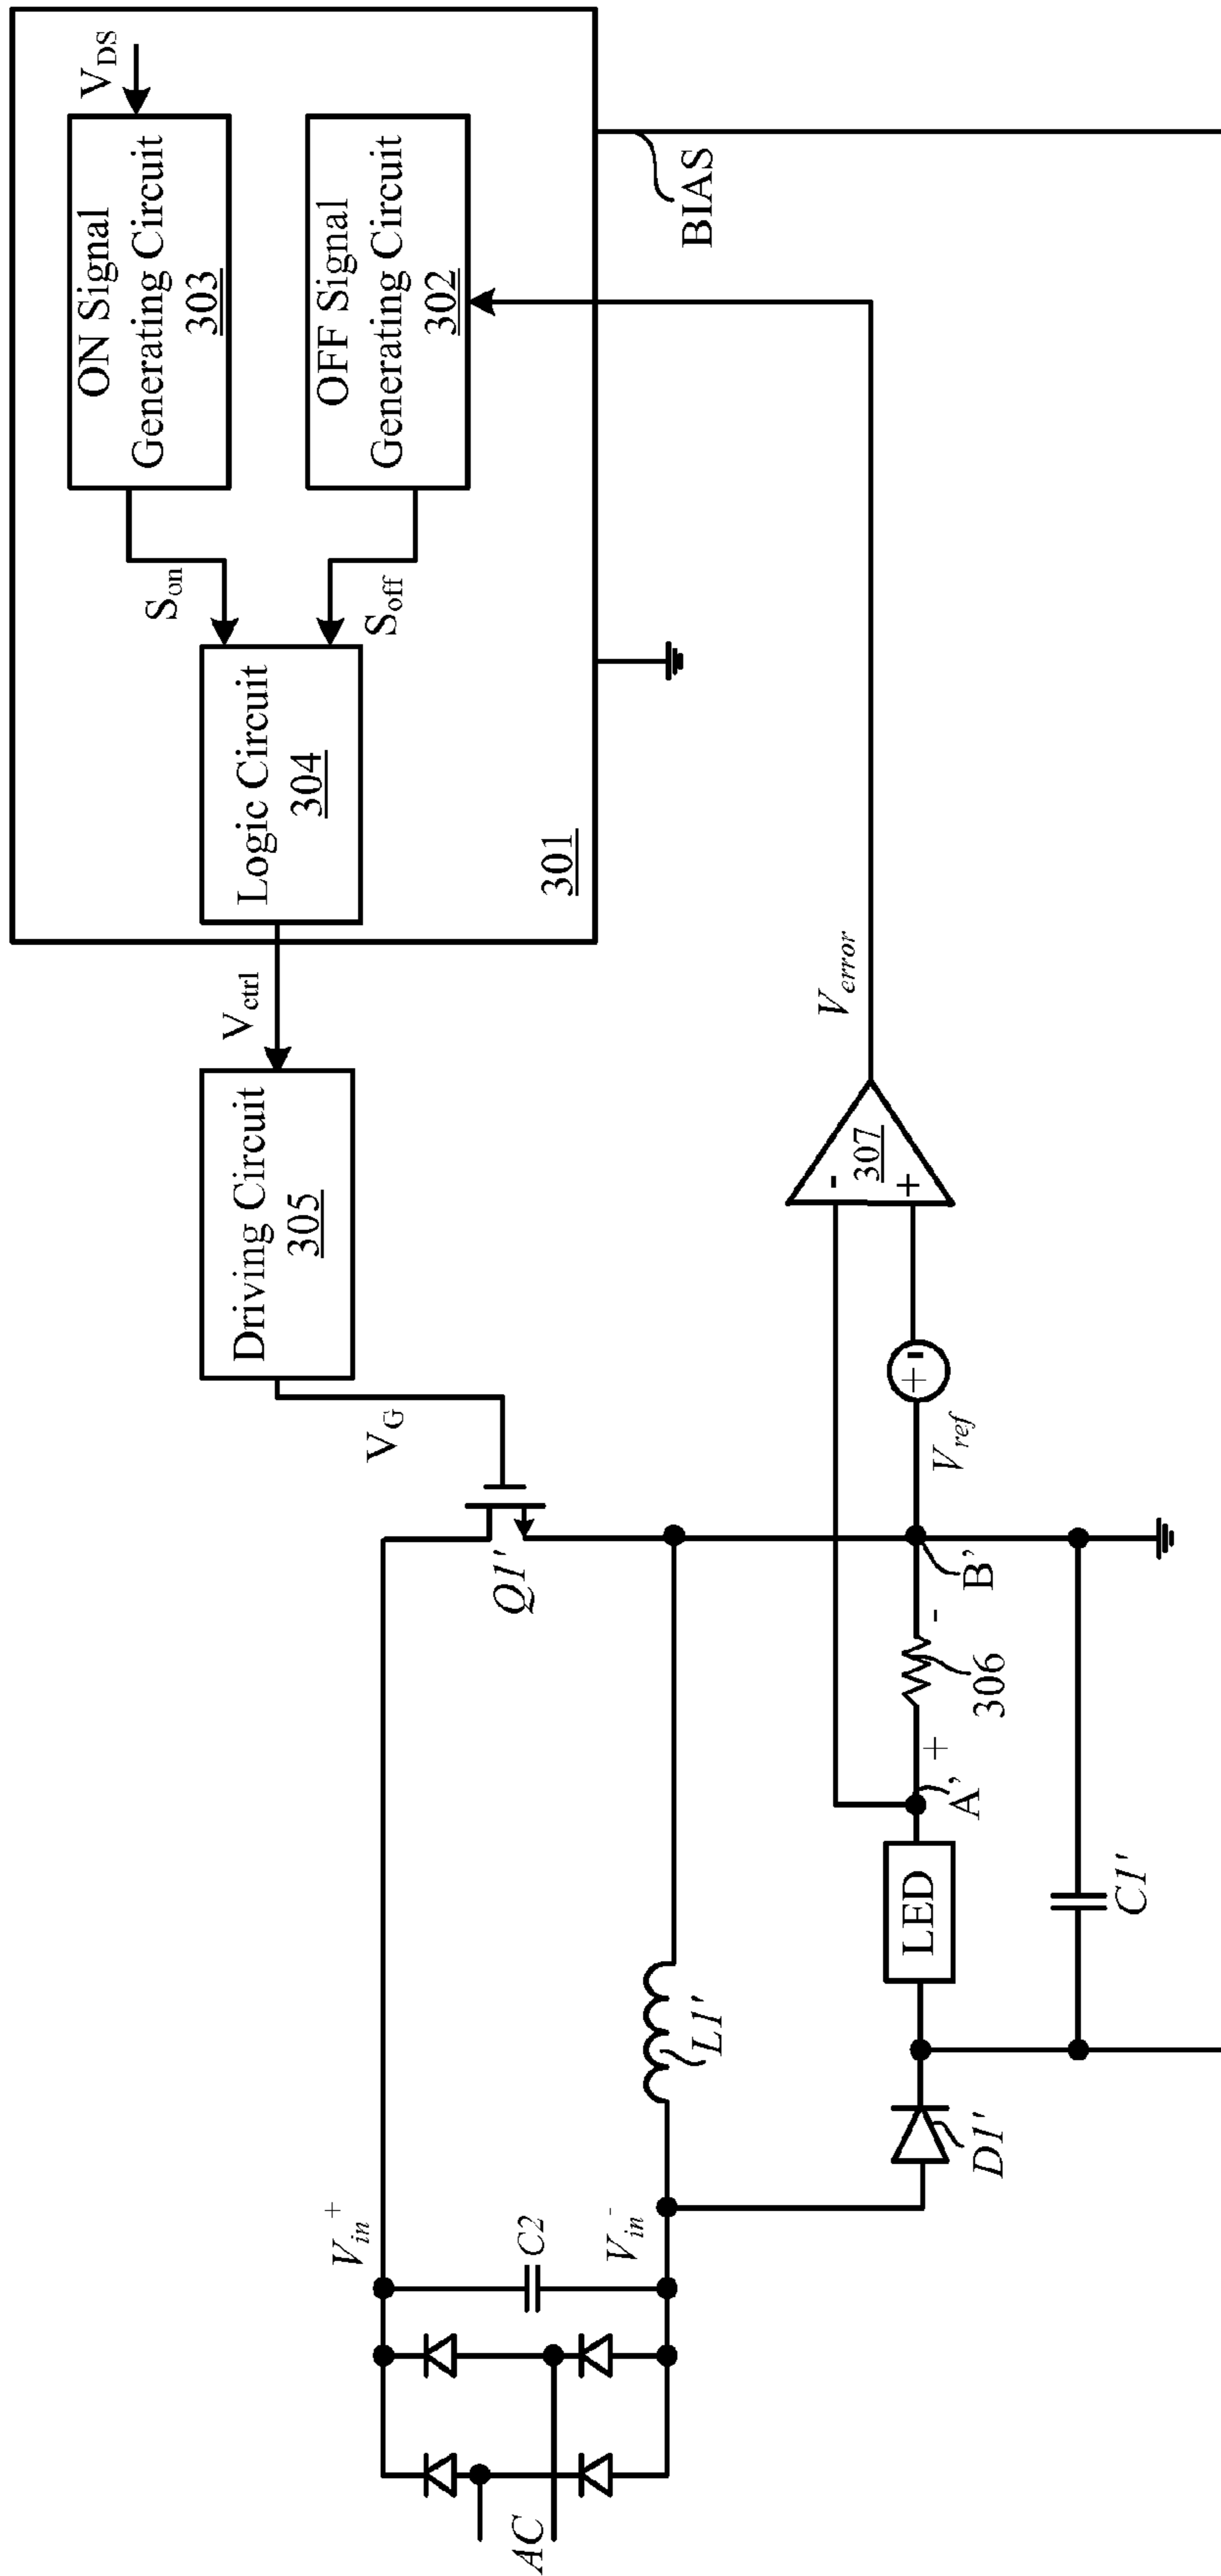 V_DS
ON Signal
Generating Circuit
303
OFF Signal
Generating Circuit
302
S_on
S_off
Logic Circuit
304
301
BIAS
V_ctrl
Driving Circuit
305
V_G
Q1'
V_error
-
307
+
+ -
V_ref
B'
-
306
+
A'
LED
C1'
L1'
D1'
V_in^+
C2
V_in^-
AC